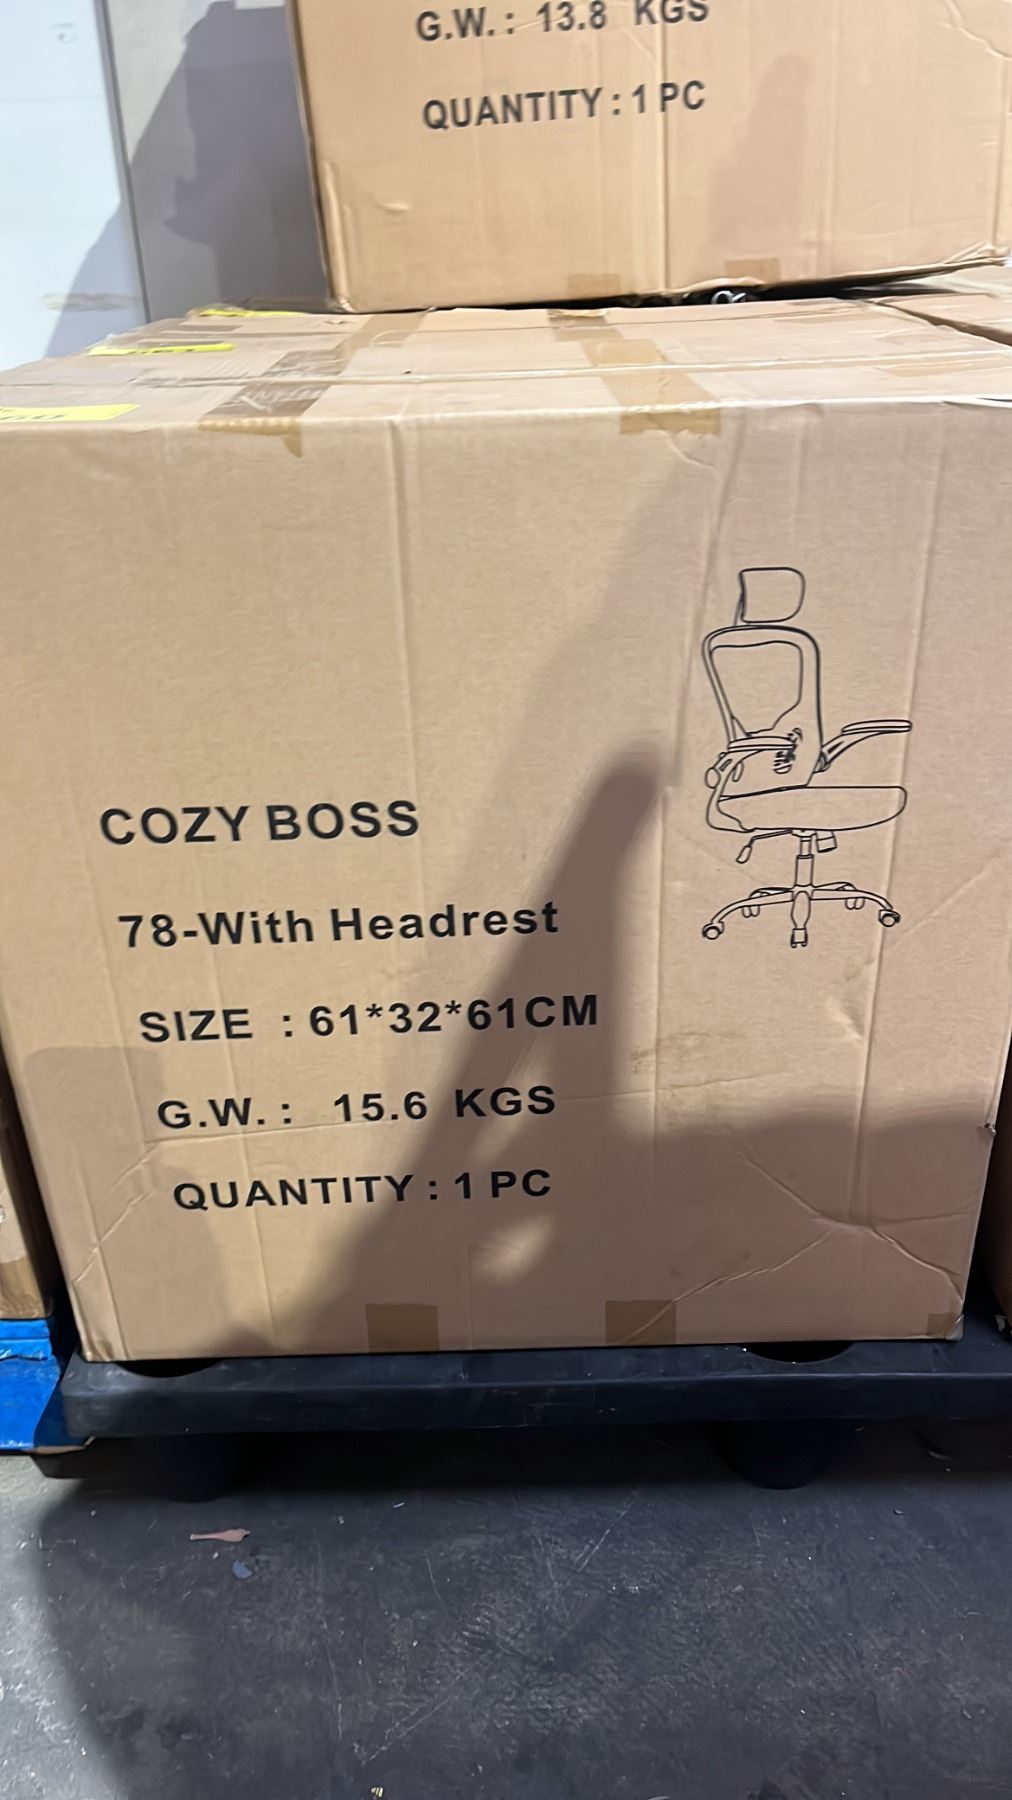 G.W.: 13.8 KGS
QUANTITY: 1 PC
COZY BOSS
78-With Headrest
SIZE : 61*32*61CM
G.W.: 15.6 KGS
QUANTITY: 1 PC